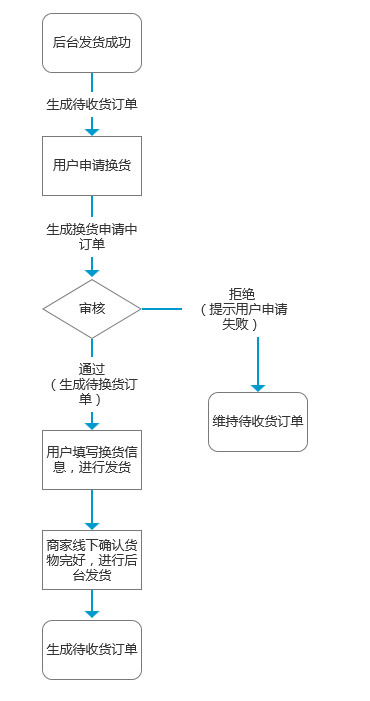 后台发货成功
生成待收货订单
用户申请换货
生成换货申请中
订单
审核
拒绝
（提示用户申请
失败）
通过
（生成待换货订
单）
维持待收货订单
用户填写换货信
息，进行发货
商家线下确认货
物完好，进行后
台发货
生成待收货订单